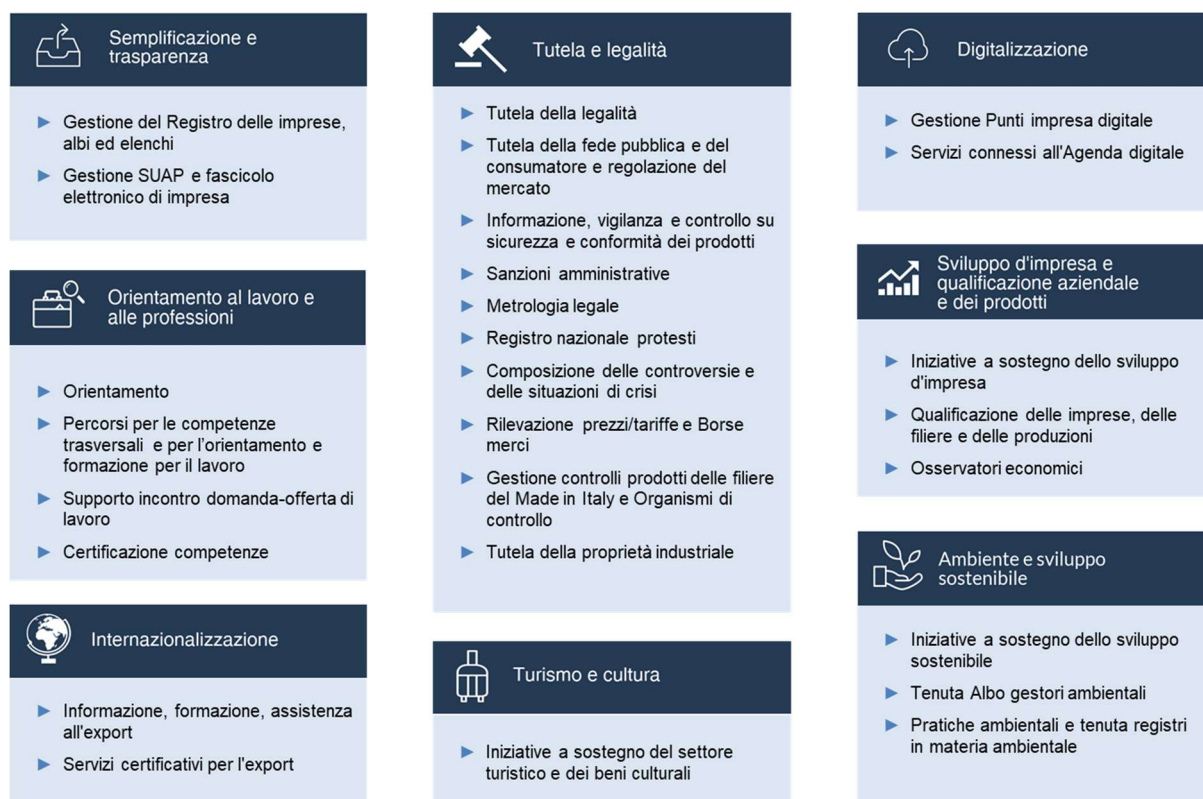 Semplificazione e
trasparenza
Gestione del Registro delle imprese,
albi ed elenchi
Gestione SUAP e fascicolo
elettronico di impresa
Orientamento al lavoro e
alle professioni
Orientamento
Percorsi per le competenze
trasversali e per l'orientamento e
formazione per il lavoro
Supporto incontro domanda-offerta di
lavoro
Certificazione competenze
Internazionalizzazione
Informazione, formazione, assistenza
all'export
Servizi certificativi per l'export
Tutela e legalità
Tutela della legalità
Tutela della fede pubblica e del
consumatore e regolazione del
mercato
Informazione, vigilanza e controllo su
sicurezza e conformità dei prodotti
Sanzioni amministrative
Metrologia legale
Registro nazionale protesti
Composizione delle controversie e
delle situazioni di crisi
Rilevazione prezzi/tariffe e Borse
merci
Gestione controlli prodotti delle filiere
del Made in Italy e Organismi di
controllo
Tutela della proprietà industriale
Turismo e cultura
Iniziative a sostegno del settore
turistico e dei beni culturali
Digitalizzazione
Gestione Punti impresa digitale
Servizi connessi all'Agenda digitale
Sviluppo d'impresa e
qualificazione aziendale
e dei prodotti
Iniziative a sostegno dello sviluppo
d'impresa
Qualificazione delle imprese, delle
filiere e delle produzioni
Osservatori economici
Ambiente e sviluppo
sostenibile
Iniziative a sostegno dello sviluppo
sostenibile
Tenuta Albo gestori ambientali
Pratiche ambientali e tenuta registri
in materia ambientale